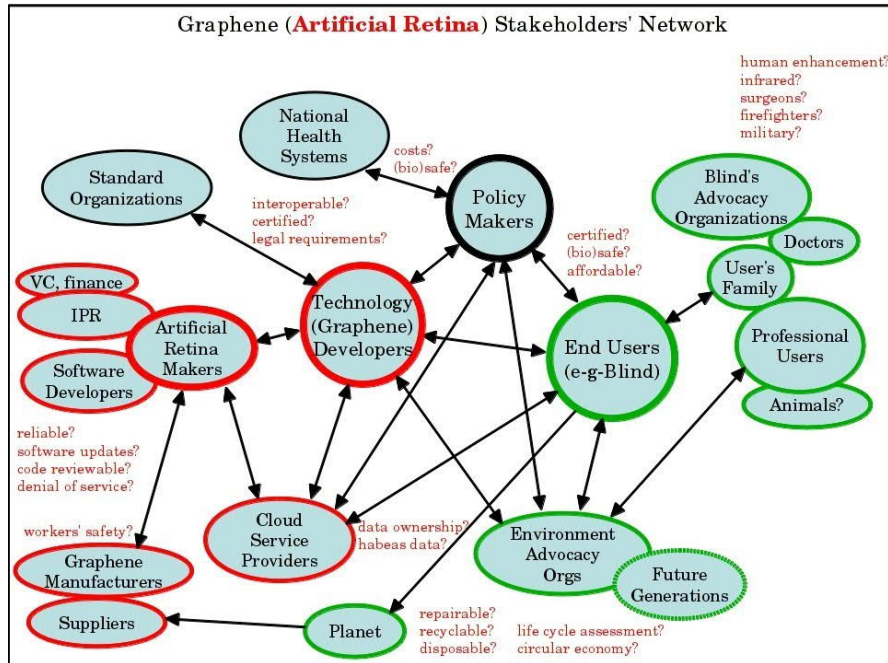 Graphene (Artificial Retina) Stakeholders' Network
human enhancement?
infrared?
surgeons?
firefighters?
military?
National
Health
Systems
costs?
(bio)safe?
Standard
Organizations
Policy
Makers
Blind's
Advocacy
Organizations
Doctors
interoperable?
certified?
legal requirements?
certified?
(bio)safe?
affordable?
User's
Family
VC, finance
IPR
Artificial
Retina
Makers
Software
Developers
Technology
(Graphene)
Developers
End Users
(e-g-Blind)
Professional
Users
Animals?
reliable?
software updates?
code reviewable?
denial of service?
workers' safety?
Cloud
Service
Providers
data ownership?
habeas data?
Environment
Advocacy
Orgs
Future
Generations
Graphene
Manufacturers
Suppliers
Planet
repairable?
recyclable?
disposable?
life cycle assessment?
circular economy?